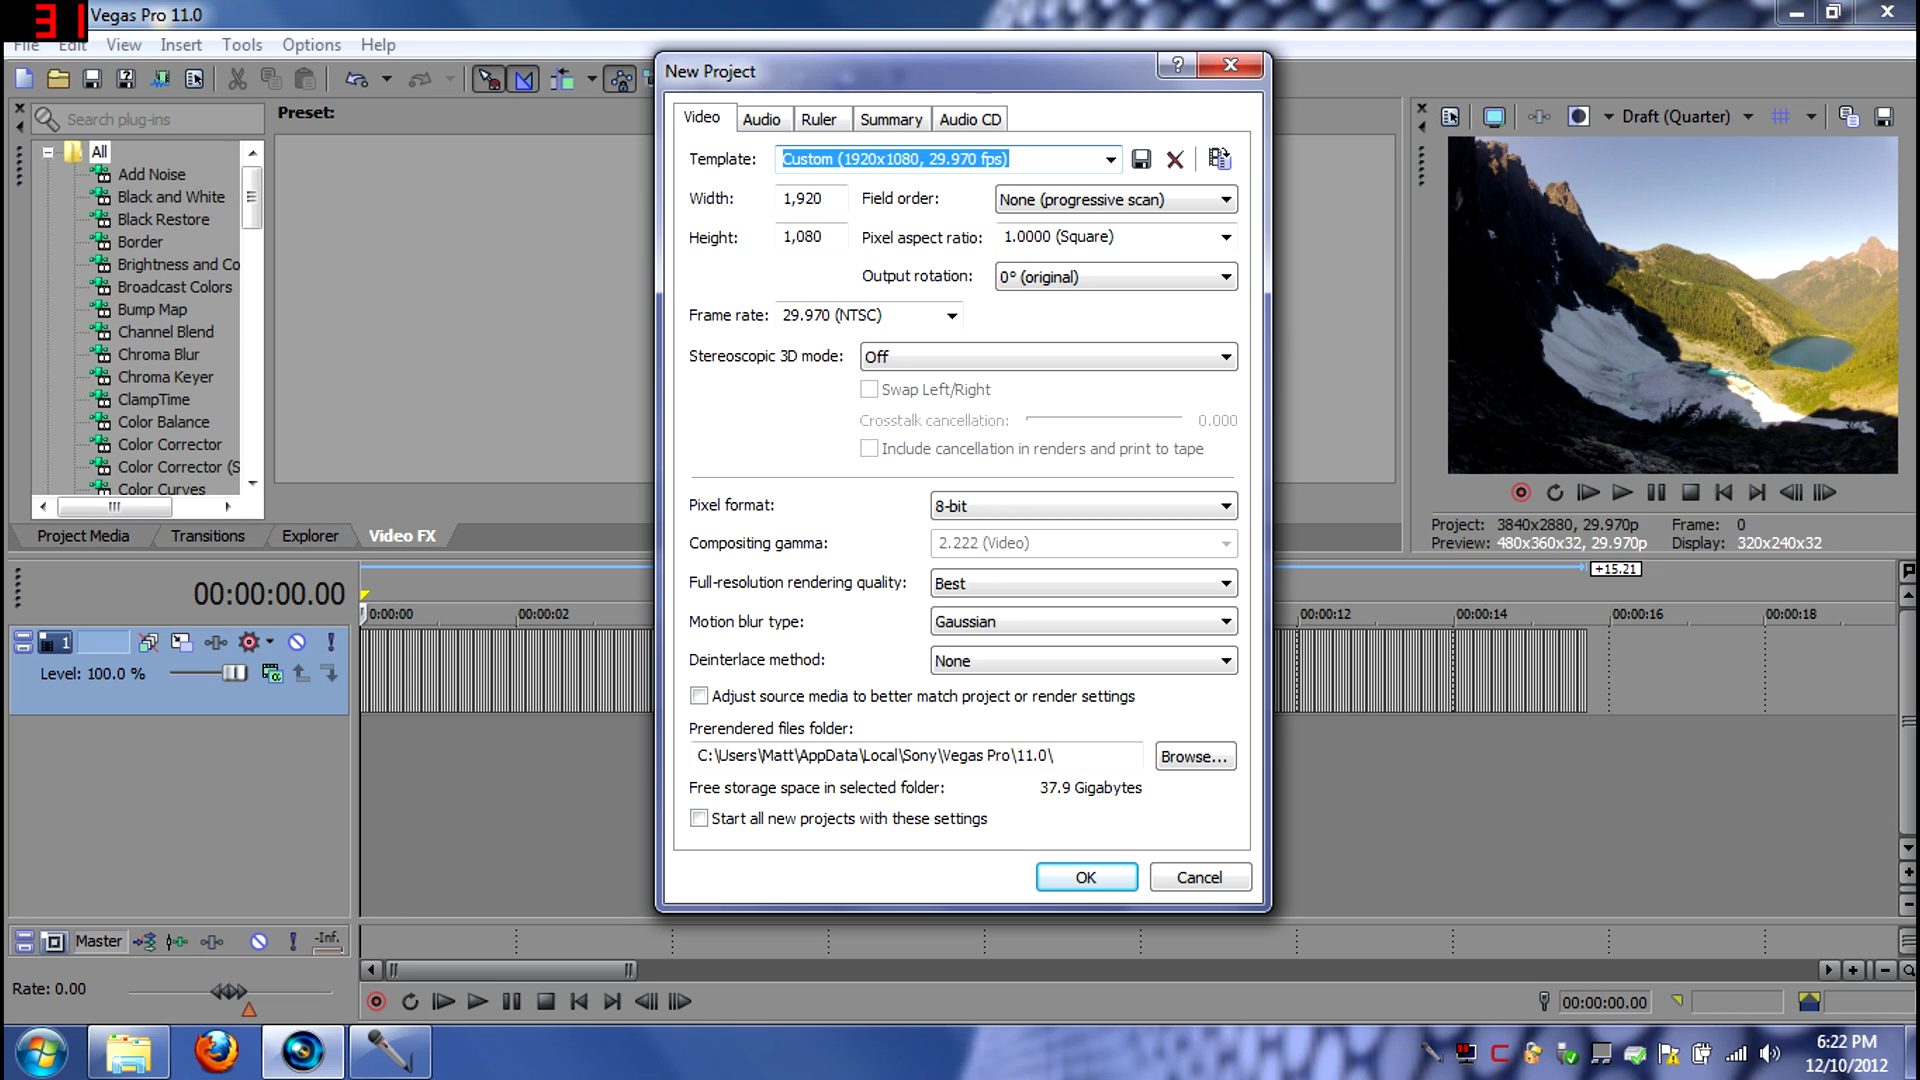 31
Vegas Pro 11.0
File Edit View Insert Tools Options Help
Search plug-ins
Preset:
All
Add Noise
Black and White
Black Restore
Border
Brightness and Co
Broadcast Colors
Bump Map
Channel Blend
Chroma Blur
Chroma Keyer
ClampTime
Color Balance
Color Corrector
Color Corrector (S
Color Curves
Project Media Transitions Explorer Video FX
New Project
Video Audio Ruler Summary Audio CD
Template: Custom (1920x1080, 29.970 fps)
Width: 1,920 Field order: None (progressive scan)
Height: 1,080 Pixel aspect ratio: 1.0000 (Square)
Output rotation: 0° (original)
Frame rate: 29.970 (NTSC)
Stereoscopic 3D mode: Off
Swap Left/Right
Crosstalk cancellation: 0.000
Include cancellation in renders and print to tape
Pixel format: 8-bit
Compositing gamma: 2.222 (Video)
Full-resolution rendering quality: Best
Motion blur type: Gaussian
Deinterlace method: None
Adjust source media to better match project or render settings
Prerendered files folder:
C:\Users\Matt\AppData\Local\Sony\Vegas Pro\11.0\ Browse...
Free storage space in selected folder: 37.9 Gigabytes
Start all new projects with these settings
OK Cancel
Draft (Quarter)
Project: 3840x2880, 29.970p Frame: 0
Preview: 480x360x32, 29.970p Display: 320x240x32
+15.21
00:00:00.00
0:00:00 00:00:02 00:00:12 00:00:14 00:00:16 00:00:18
1
Level: 100.0 %
Master -Inf.
Rate: 0.00
00:00:00.00
6:22 PM
12/10/2012